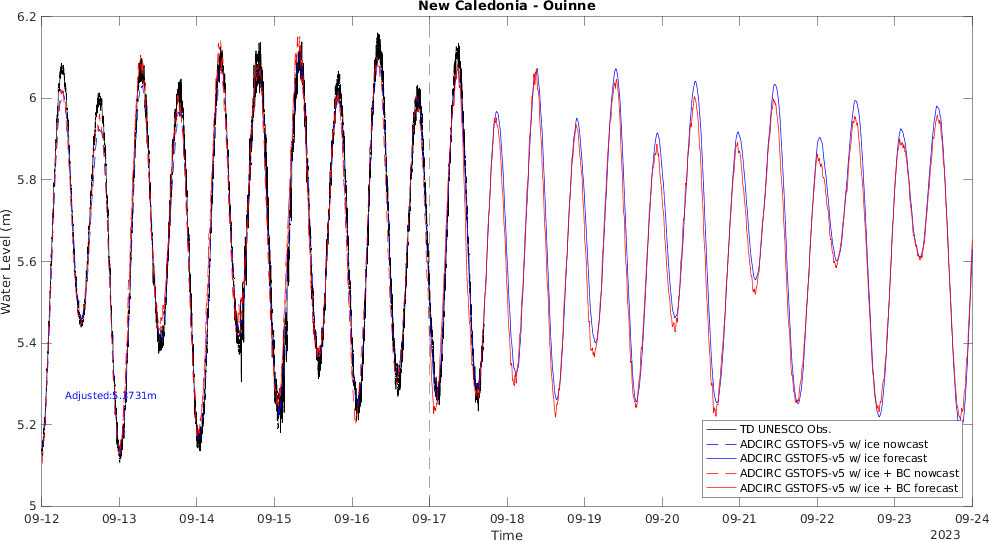 New Caledonia - Ouinne
Water Level (m)
6.2
6
5.8
5.6
5.4
5.2
5
Adjusted:5.3731m
TD UNESCO Obs.
ADCIRC GSTOFS-v5 w/ ice nowcast
ADCIRC GSTOFS-v5 w/ ice forecast
ADCIRC GSTOFS-v5 w/ ice + BC nowcast
ADCIRC GSTOFS-v5 w/ ice + BC forecast
09-12 09-13 09-14 09-15 09-16 09-17 09-18 09-19 09-20 09-21 09-22 09-23 09-24
Time
2023